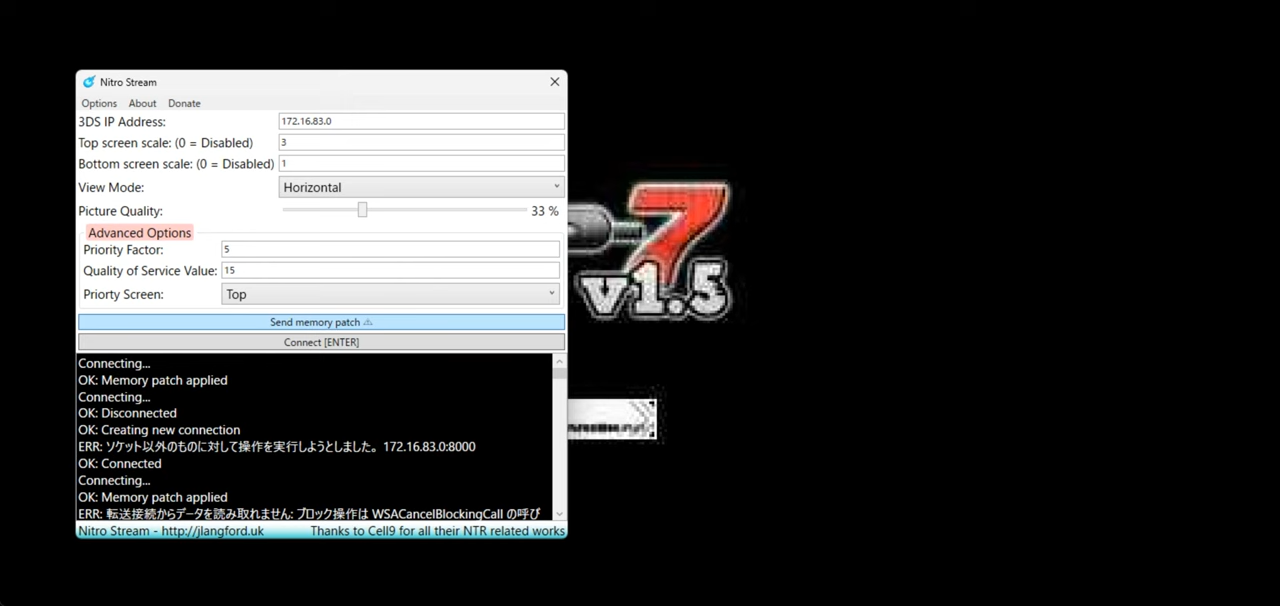 Nitro Stream
Options About Donate
3DS IP Address: 172.16.83.0
Top screen scale: (0 = Disabled) 3
Bottom screen scale: (0 = Disabled) 1
View Mode: Horizontal
Picture Quality: 33 %
Advanced Options
Priority Factor: 5
Quality of Service Value: 15
Priorty Screen: Top
Send memory patch ⚠
Connect [ENTER]
Connecting...
OK: Memory patch applied
Connecting...
OK: Disconnected
OK: Creating new connection
ERR: ソケット以外のものに対して操作を実行しようとしました。 172.16.83.0:8000
OK: Connected
Connecting...
OK: Memory patch applied
ERR: 転送接続からデータを読み取れません: ブロック操作は WSACancelBlockingCall の呼び
Nitro Stream - http://jlangford.uk Thanks to Cell9 for all their NTR related works
7
v1.5